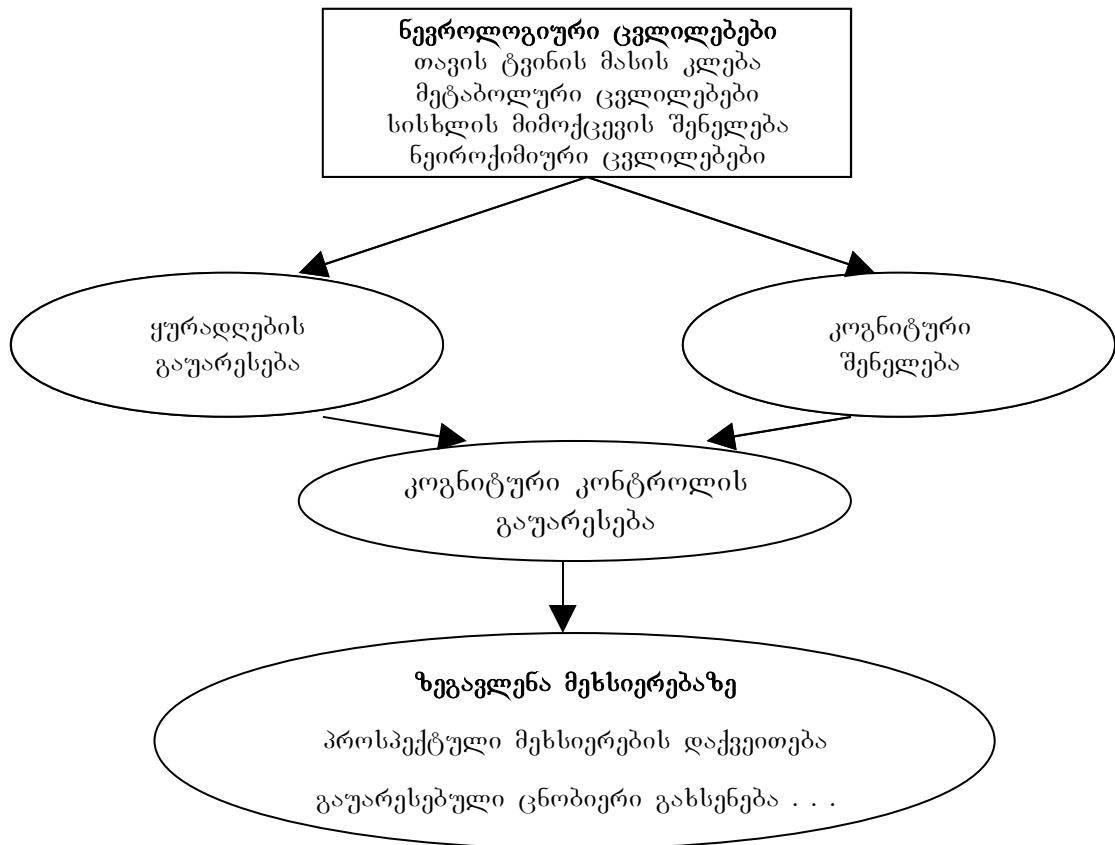 ნევროლოგიური ცვლილებები
თავის ტვინის მასის კლება
მეტაბოლური ცვლილებები
სისხლის მიმოქცევის შენელება
ნეიროქიმიური ცვლილებები
ყურადღების
გაუარესება
კოგნიტური
შენელება
კოგნიტური კონტროლის
გაუარესება
ზეგავლენა მეხსიერებაზე
პროსპექტული მეხსიერების დაქვეითება
გაუარესებული ცნობიერი გახსენება . . .